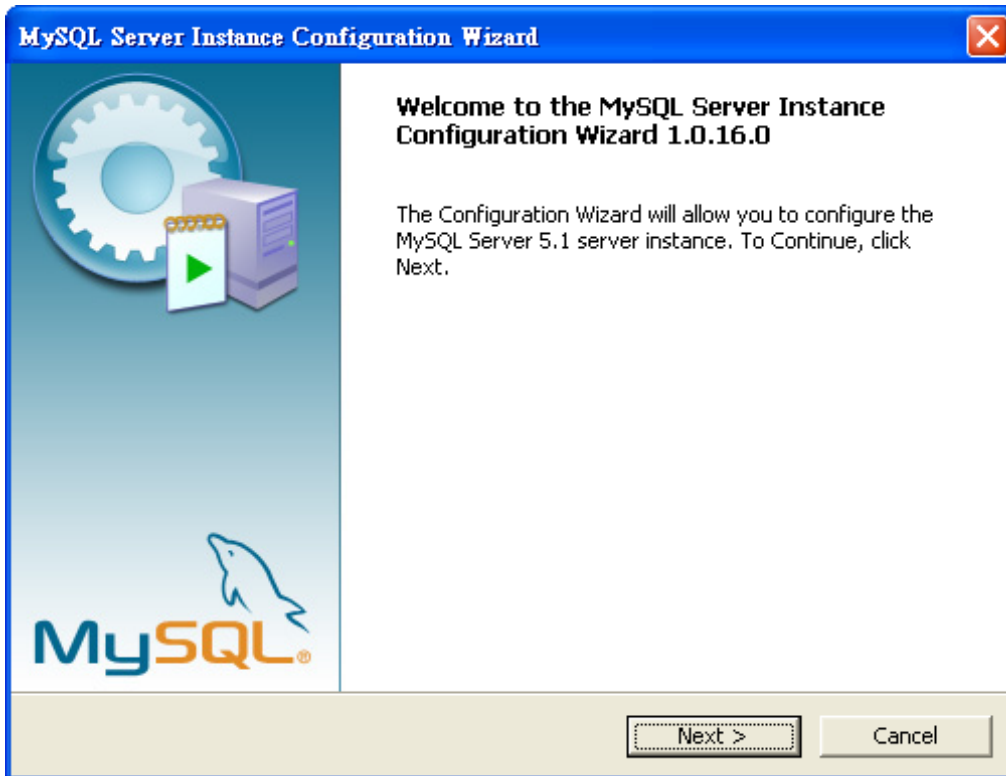 MySQL Server Instance Configuration Wizard
Welcome to the MySQL Server Instance
Configuration Wizard 1.0.16.0
The Configuration Wizard will allow you to configure the
MySQL Server 5.1 server instance. To Continue, click
Next.
MySQL®
Next >
Cancel